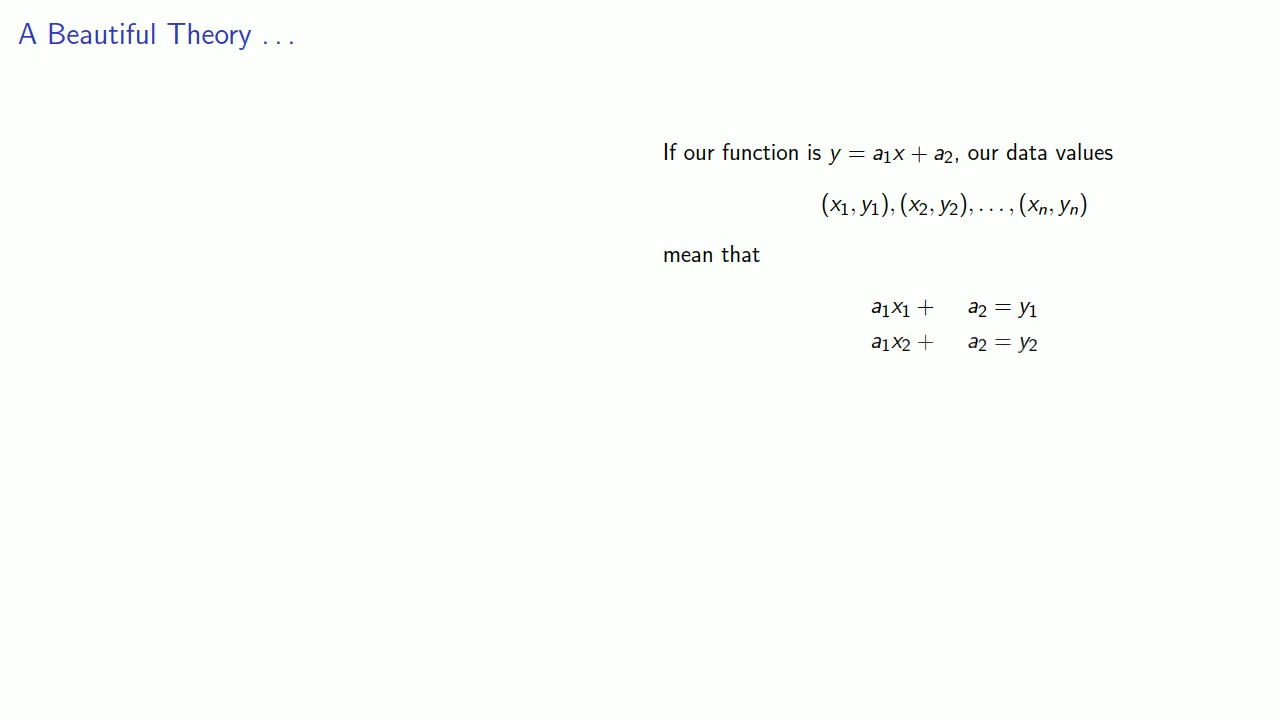 A Beautiful Theory . . .
If our function is y = a₁x + a₂, our data values
(x₁, y₁), (x₂, y₂), . . . , (xₙ, yₙ)
mean that
a₁x₁ + a₂ = y₁
a₁x₂ + a₂ = y₂